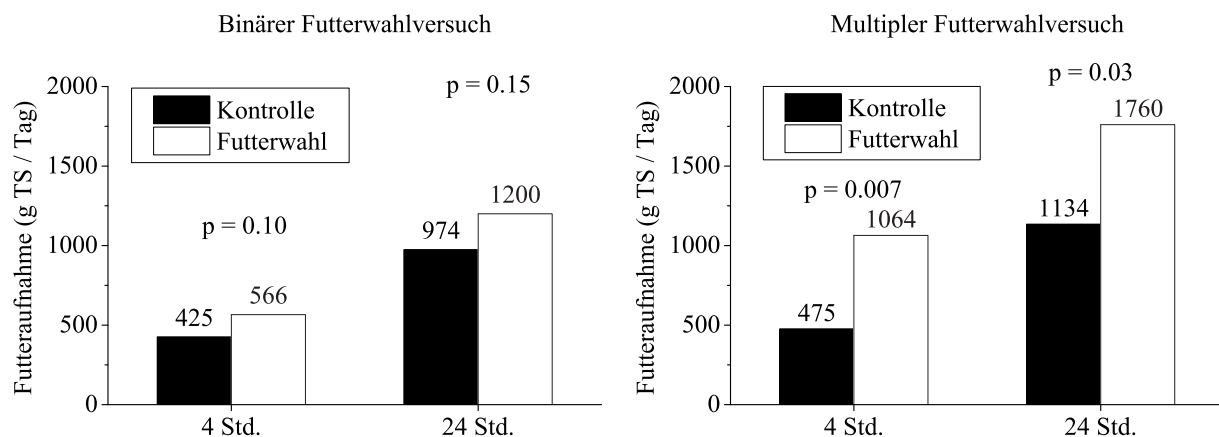 Binärer Futterwahlversuch
Futteraufnahme (g TS / Tag)
2000
1500
1000
500
0
Kontrolle
Futterwahl
p = 0.15
p = 0.10
425
566
974
1200
4 Std.
24 Std.
Multipler Futterwahlversuch
Futteraufnahme (g TS / Tag)
2000
1500
1000
500
0
Kontrolle
Futterwahl
p = 0.03
p = 0.007
475
1064
1134
1760
4 Std.
24 Std.